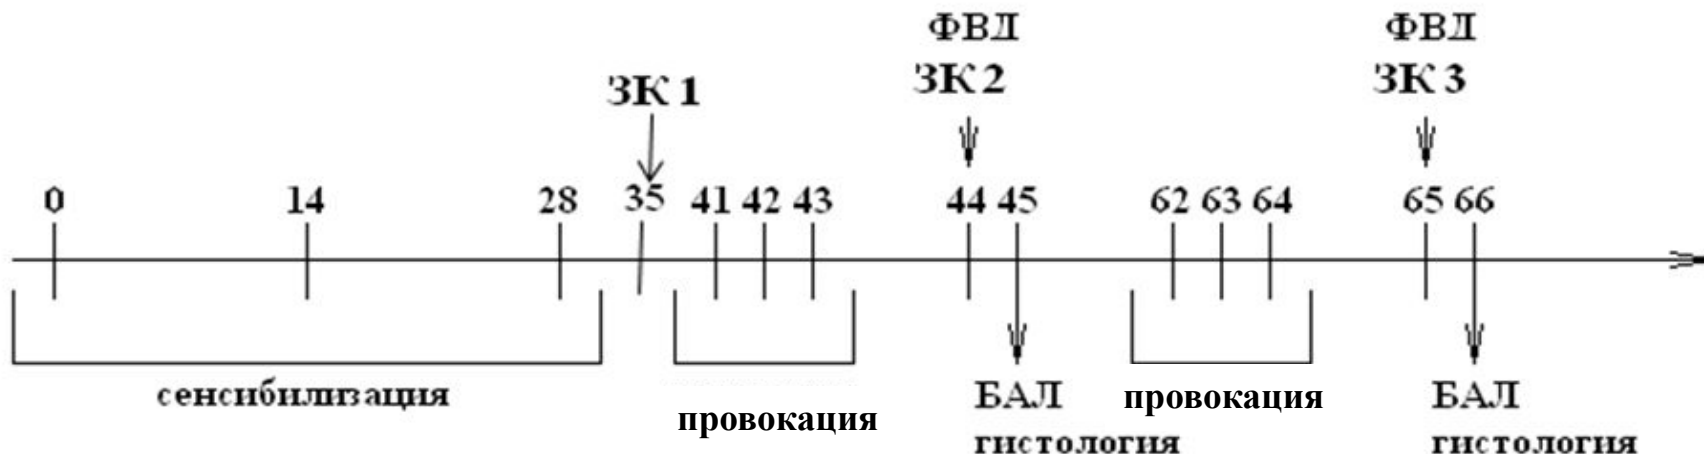 ФВД ФВД
ЗК 1 ЗК 2 ЗК 3
0 14 28 35 41 42 43 44 45 62 63 64 65 66
сенсибилизация провокация БАЛ провокация БАЛ
гистология гистология